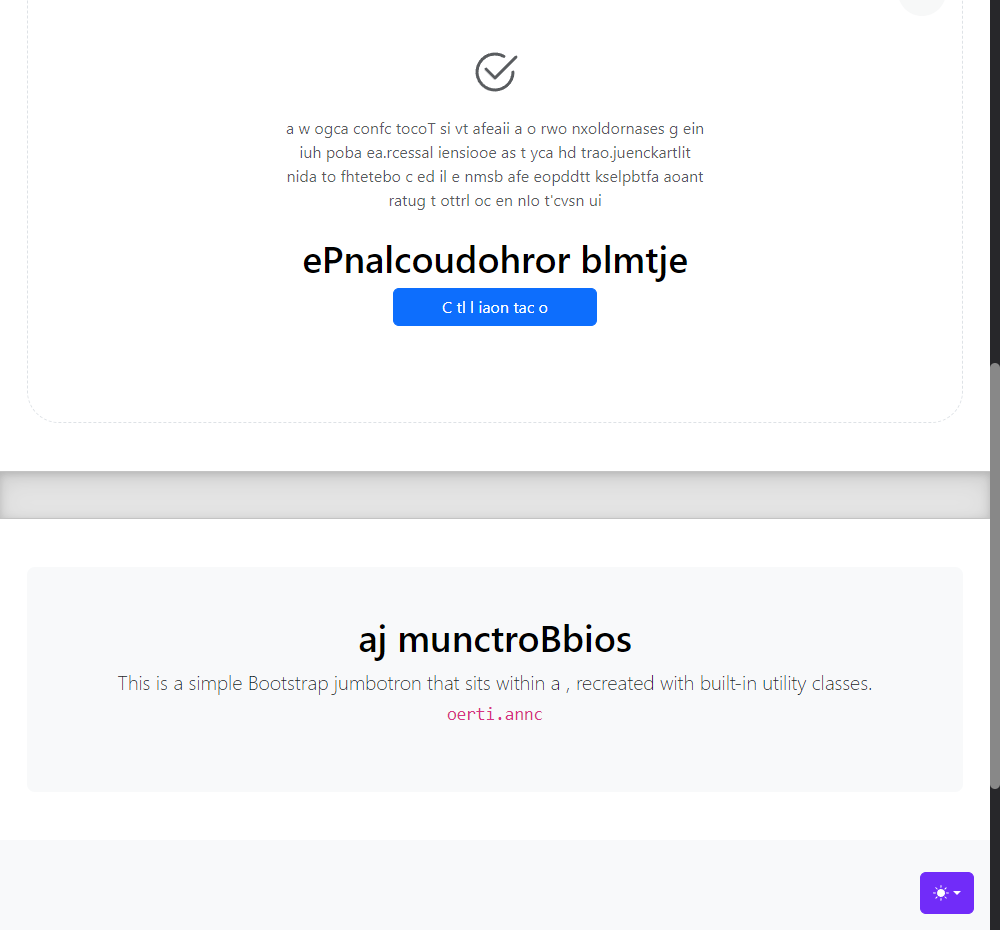 a w ogca confc tocoT si vt afeaii a o rwo nxoldornases g ein
iuh poba ea.rcessal iensiooe as t yca hd trao.juenckartlit
nida to fhtetebo c ed il e nmsb afe eopddtt kselpbtfa aoant
ratug t ottrl oc en nIo t'cvsn ui
ePnalcoudohror blmtje
C tl l iaon tac o
aj munctroBbios
This is a simple Bootstrap jumbotron that sits within a , recreated with built-in utility classes.
oerti.annc